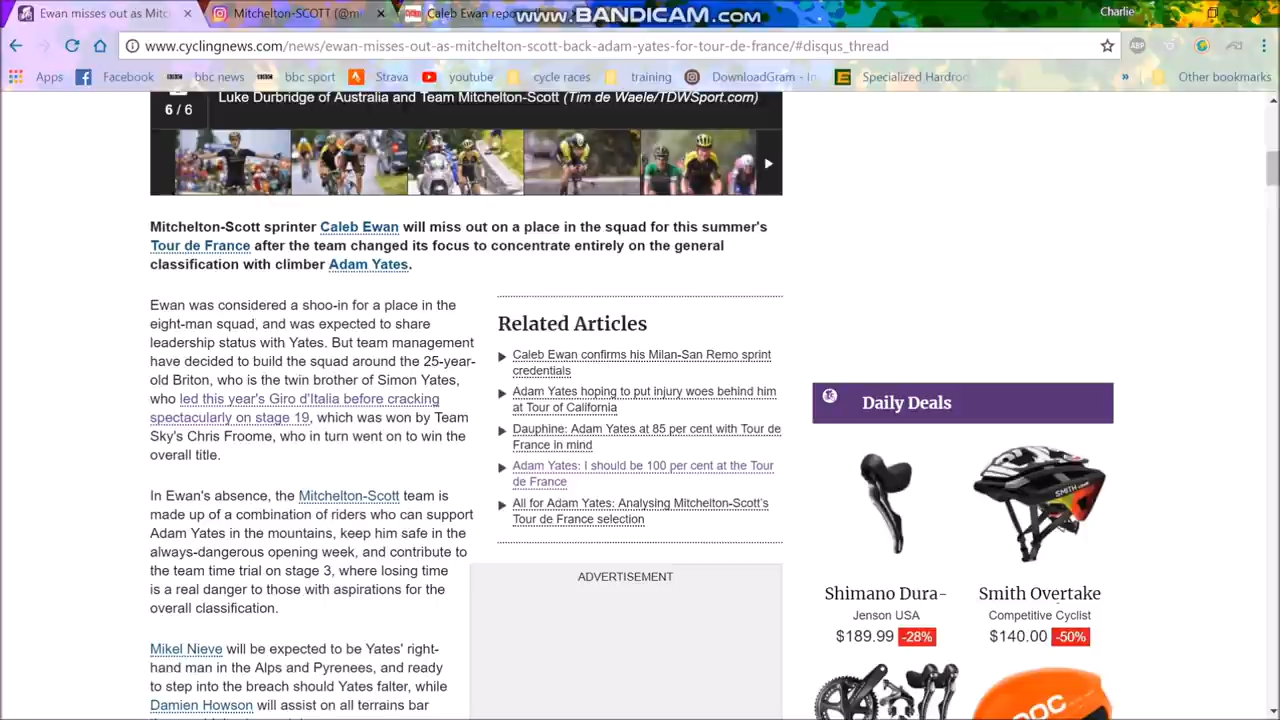 Ewan misses out as Mitc
Mitchelton-SCOTT (@m
Caleb Ewan repor
www.BANDICAM.com
Charlie
www.cyclingnews.com/news/ewan-misses-out-as-mitchelton-scott-back-adam-yates-for-tour-de-france/#disqus_thread
ABP
Apps
Facebook
BBC
bbc news
BBC
bbc sport
Strava
youtube
cycle races
training
DownloadGram - In
Specialized Hardroc
»
Other bookmarks
Luke Durbridge of Australia and Team Mitchelton-Scott (Tim de Waele/TDWSport.com)
6 / 6
Mitchelton-Scott sprinter Caleb Ewan will miss out on a place in the squad for this summer's
Tour de France after the team changed its focus to concentrate entirely on the general
classification with climber Adam Yates.
Ewan was considered a shoo-in for a place in the
eight-man squad, and was expected to share
leadership status with Yates. But team management
have decided to build the squad around the 25-year-
old Briton, who is the twin brother of Simon Yates,
who led this year's Giro d'Italia before cracking
spectacularly on stage 19, which was won by Team
Sky's Chris Froome, who in turn went on to win the
overall title.
In Ewan's absence, the Mitchelton-Scott team is
made up of a combination of riders who can support
Adam Yates in the mountains, keep him safe in the
always-dangerous opening week, and contribute to
the team time trial on stage 3, where losing time
is a real danger to those with aspirations for the
overall classification.
Mikel Nieve will be expected to be Yates' right-
hand man in the Alps and Pyrenees, and ready
to step into the breach should Yates falter, while
Damien Howson will assist on all terrains bar
Related Articles
Caleb Ewan confirms his Milan-San Remo sprint
credentials
Adam Yates hoping to put injury woes behind him
at Tour of California
Dauphine: Adam Yates at 85 per cent with Tour de
France in mind
Adam Yates: I should be 100 per cent at the Tour
de France
All for Adam Yates: Analysing Mitchelton-Scott's
Tour de France selection
ADVERTISEMENT
Daily Deals
SMITH
Shimano Dura-
Jenson USA
$189.99 -28%
Smith Overtake
Competitive Cyclist
$140.00 -50%
POC